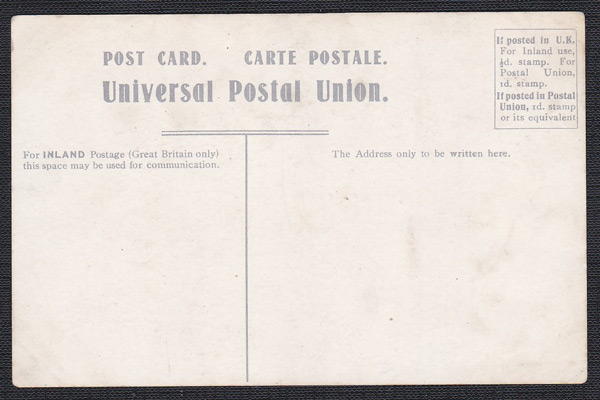 POST CARD. CARTE POSTALE.
Universal Postal Union.
If posted in U.K.
For Inland use,
½d. stamp. For
Postal Union,
1d. stamp.
If posted in Postal
Union, 1d. stamp
or its equivalent
For INLAND Postage (Great Britain only)
this space may be used for communication.
The Address only to be written here.